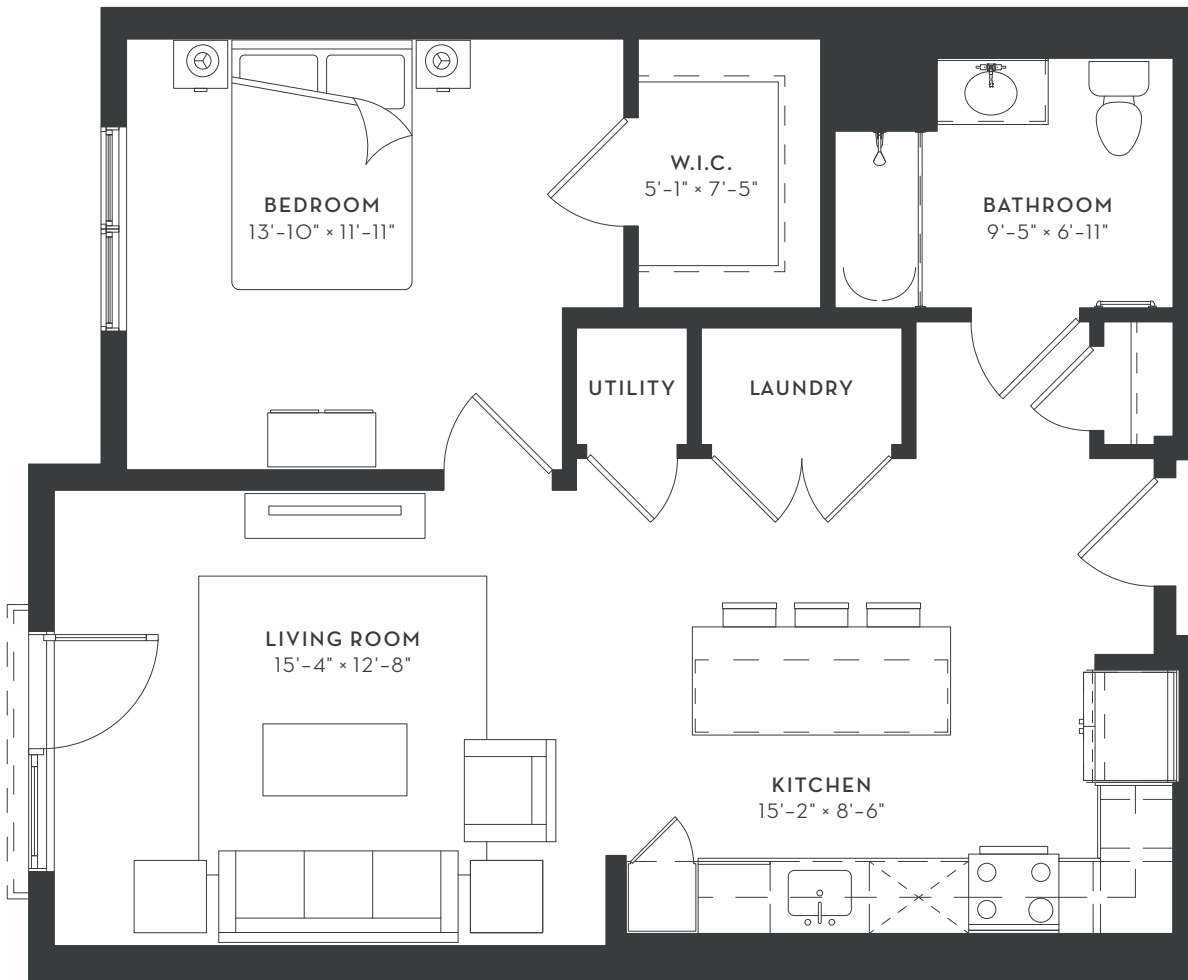 BEDROOM
13'-10" × 11'-11"
W.I.C.
5'-1" × 7'-5"
BATHROOM
9'-5" × 6'-11"
UTILITY
LAUNDRY
LIVING ROOM
15'-4" × 12'-8"
KITCHEN
15'-2" × 8'-6"